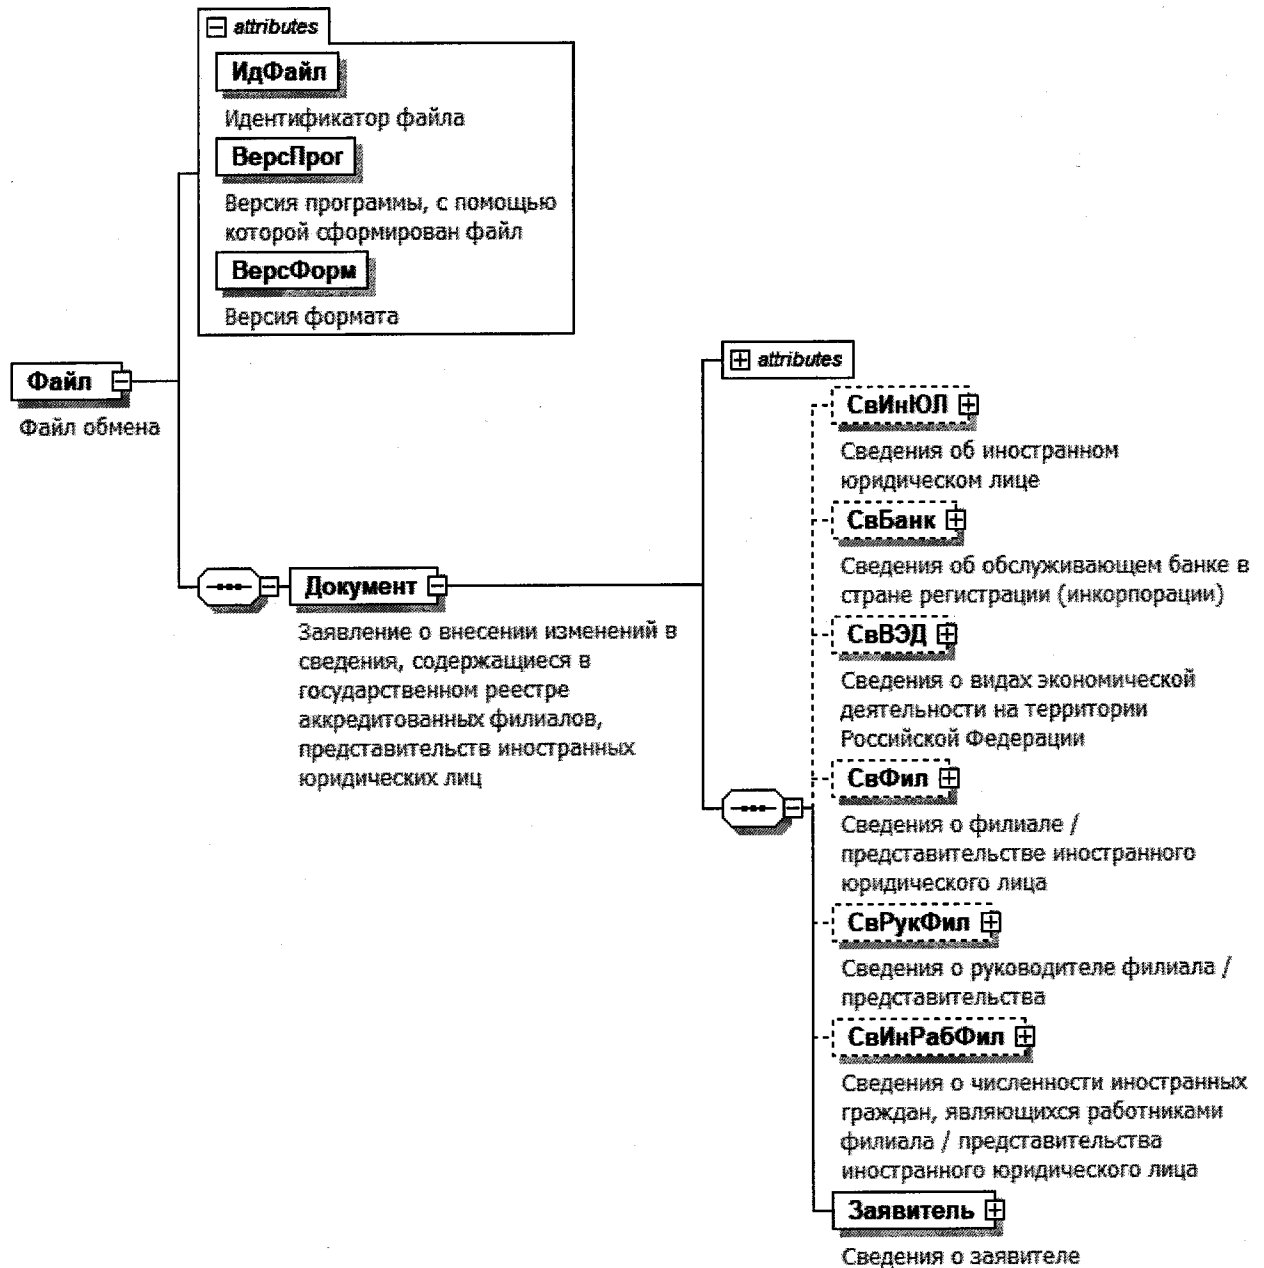 attributes
ИдФайл
Идентификатор файла
ВерсПрог
Версия программы, с помощью
которой сформирован файл
ВерсФорм
Версия формата
Файл
Файл обмена
Документ
Заявление о внесении изменений в
сведения, содержащиеся в
государственном реестре
аккредитованных филиалов,
представительств иностранных
юридических лиц
attributes
СвИнЮЛ
Сведения об иностранном
юридическом лице
СвБанк
Сведения об обслуживающем банке в
стране регистрации (инкорпорации)
СвВЭД
Сведения о видах экономической
деятельности на территории
Российской Федерации
СвФил
Сведения о филиале /
представительстве иностранного
юридического лица
СвРукФил
Сведения о руководителе филиала /
представительства
СвИнРабФил
Сведения о численности иностранных
граждан, являющихся работниками
филиала / представительства
иностранного юридического лица
Заявитель
Сведения о заявителе